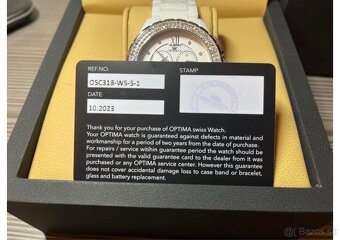 REF.NO.
STAMP
OSC318-WS-S-1
DATE
10.2023
Thank you for your purchase of OPTIMA swiss Watch.
Your OPTIMA watch is guaranteed against defects in material and
workmanship for a period of two years from the date of purchase.
For repairs / service within guarantee period the watch should be
presented with the valid guarantee card to the dealer from it was
classed or to an OPTIMA service center. However this guarantee
does not cover accidental damage loss to case band or bracelet,
glass and battery replacement.
Bazos.sk